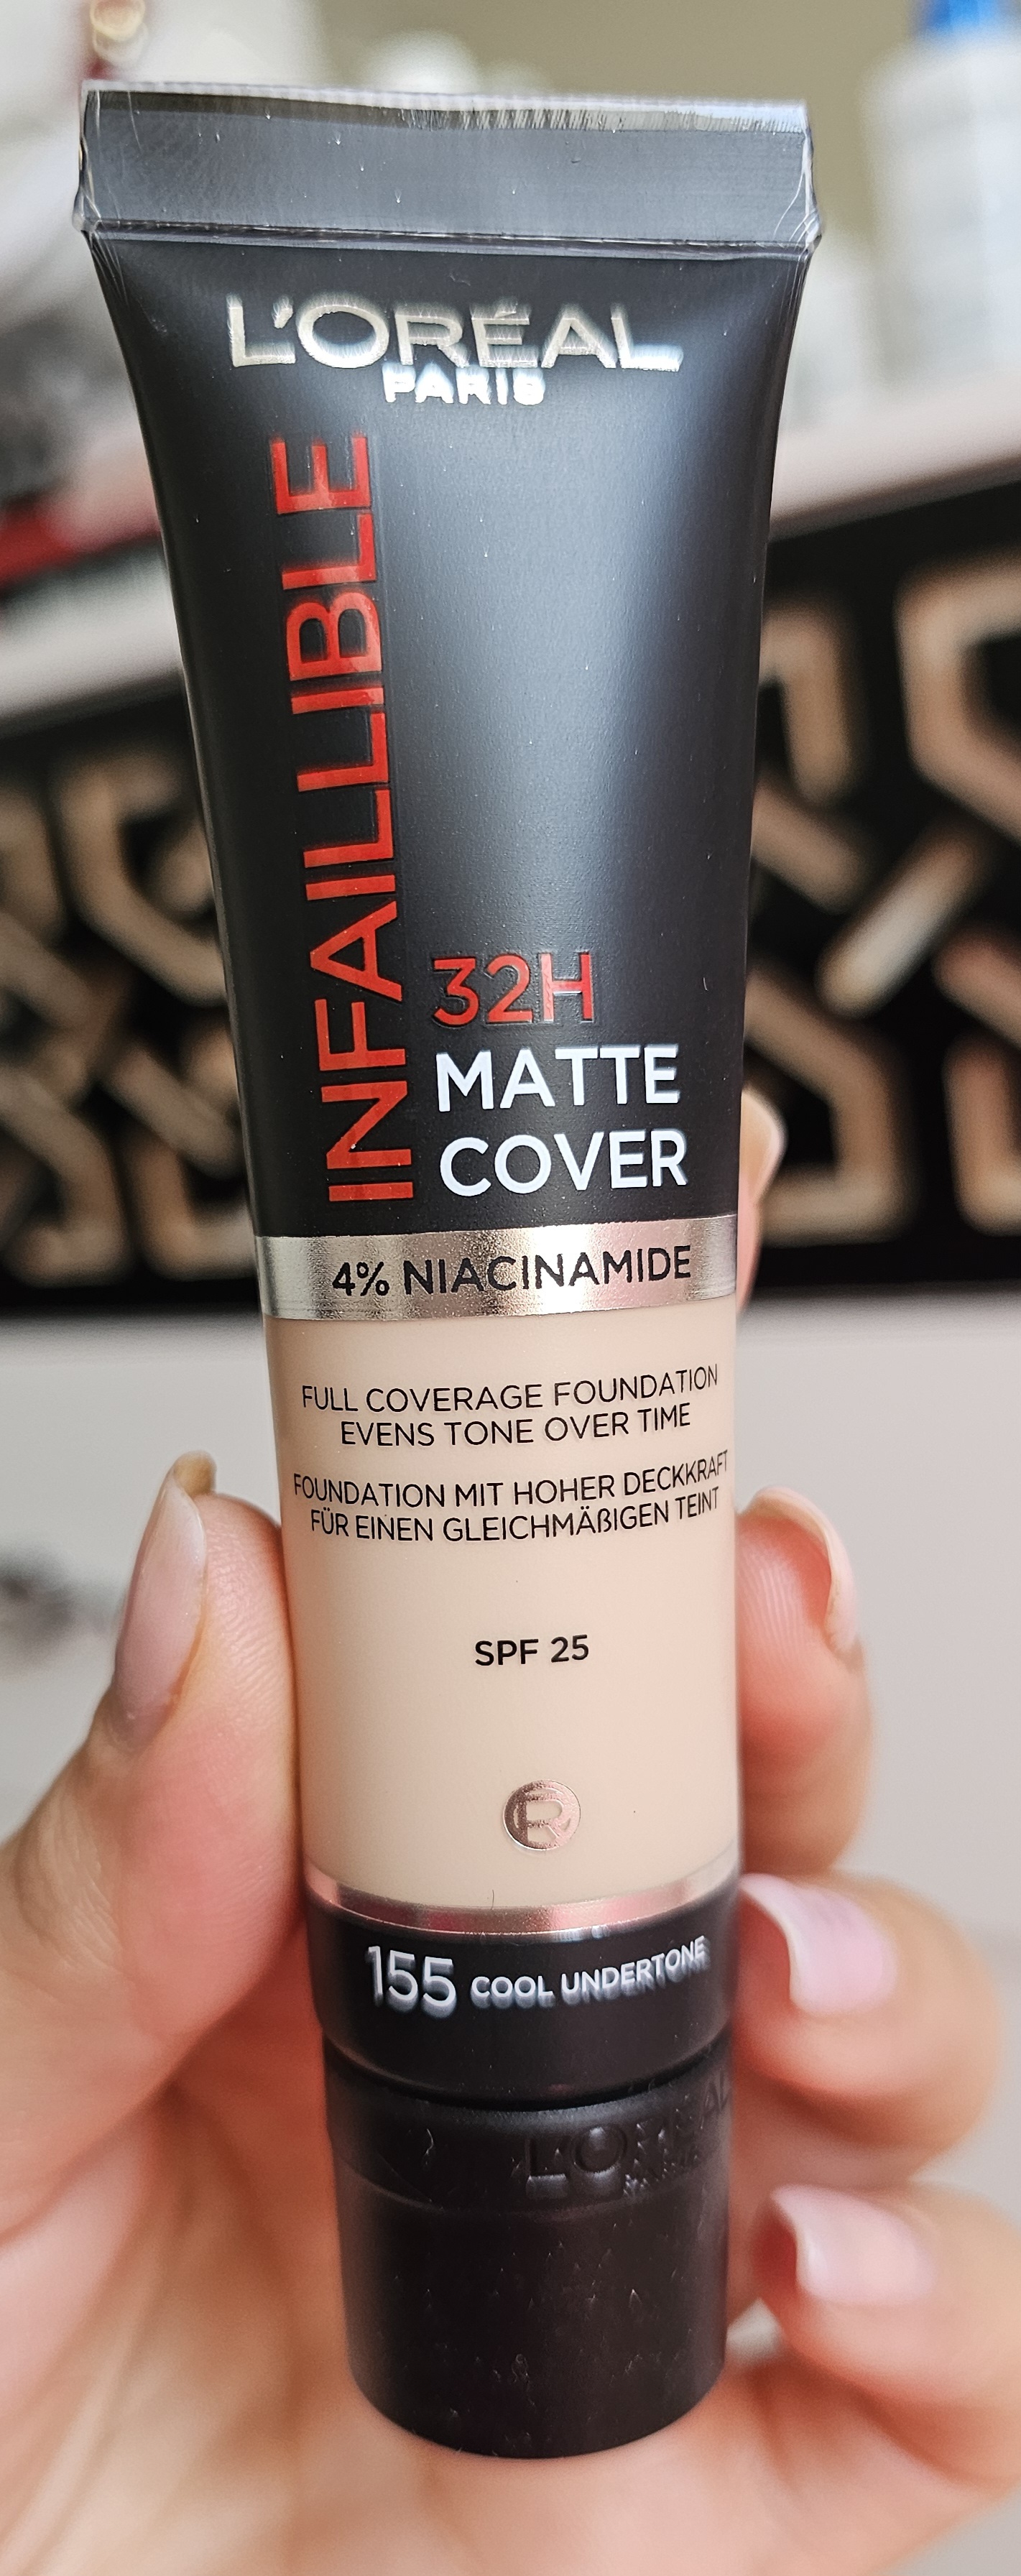 L'ORÉAL
PARIS
INFAILLIBLE
32H
MATTE
COVER
4% NIACINAMIDE
FULL COVERAGE FOUNDATION
EVENS TONE OVER TIME
FOUNDATION MIT HOHER DECKKRAFT
FÜR EINEN GLEICHMÄßIGEN TEINT
SPF 25
R
155 COOL UNDERTONE
L'ORÉAL